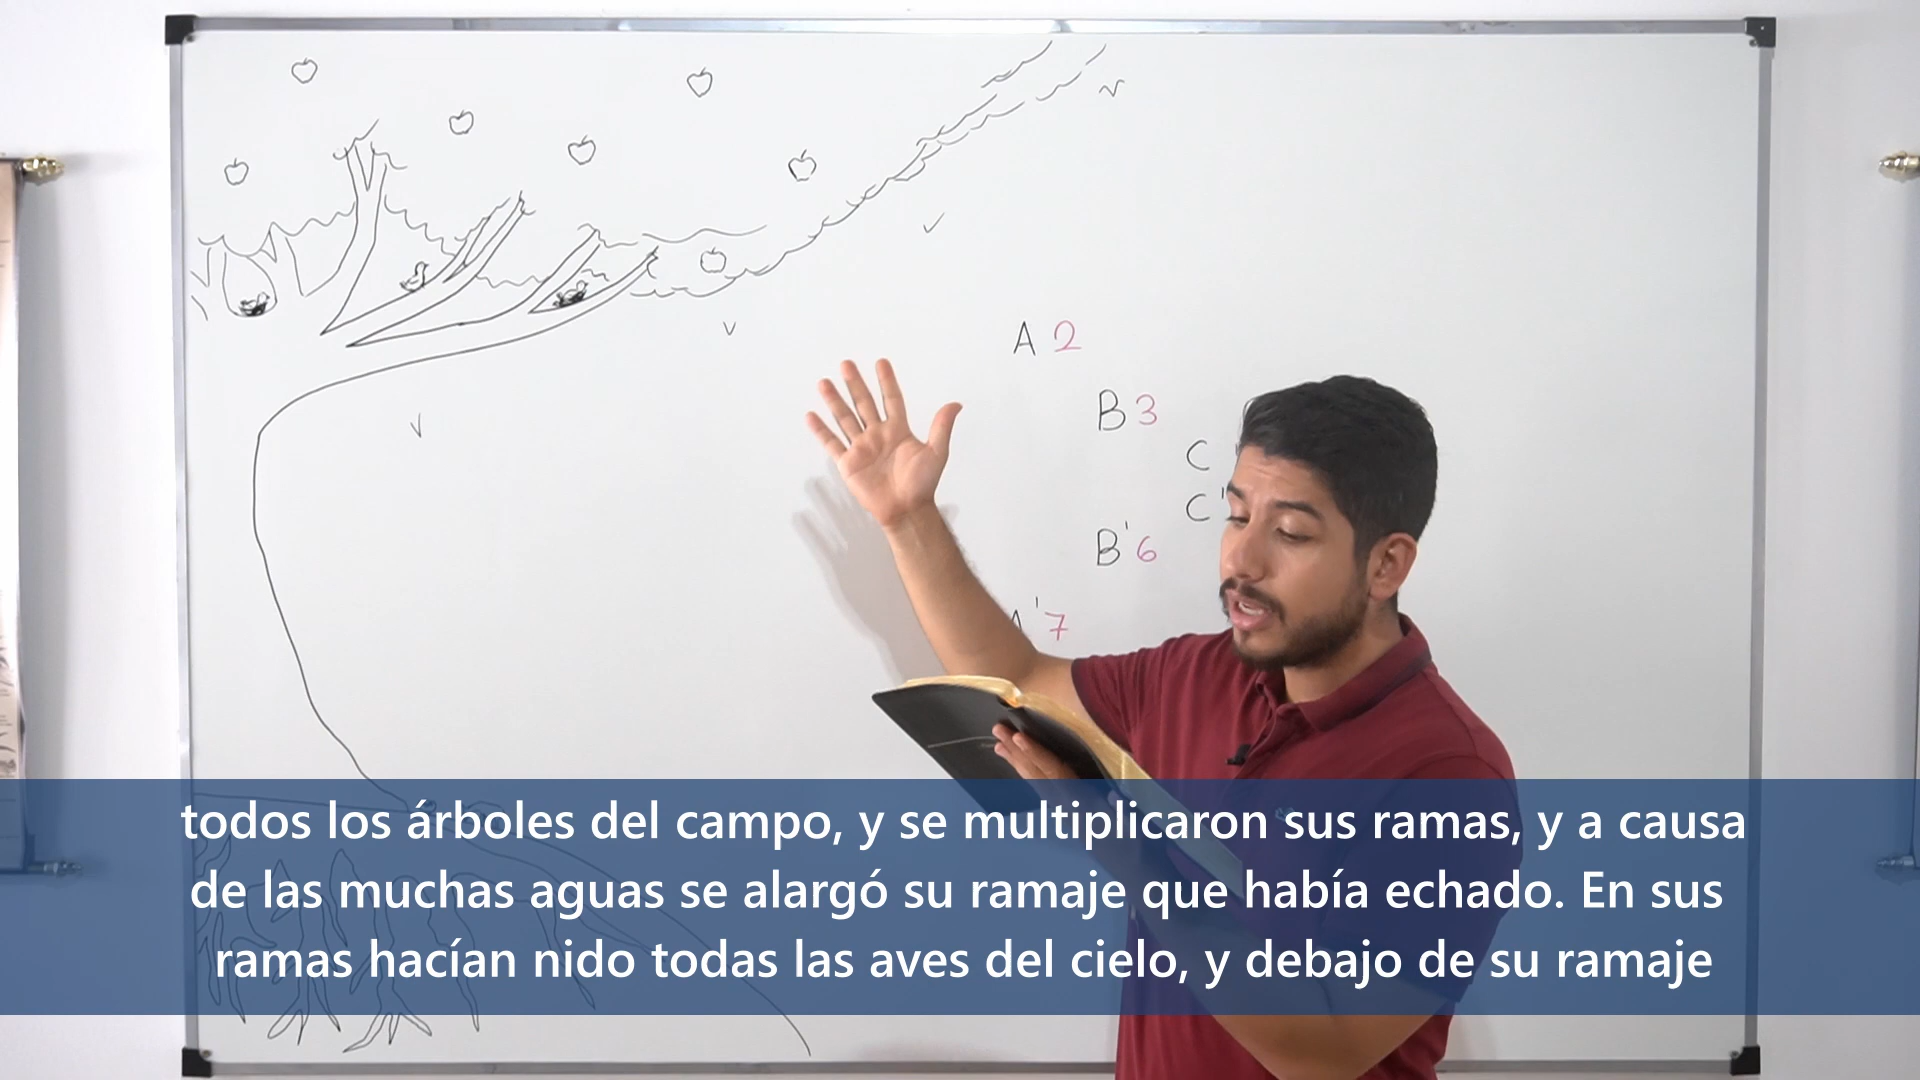 A 2
B 3
C
C'
B' 6
A' 7
todos los árboles del campo, y se multiplicaron sus ramas, y a causa
de las muchas aguas se alargó su ramaje que había echado. En sus
ramas hacían nido todas las aves del cielo, y debajo de su ramaje